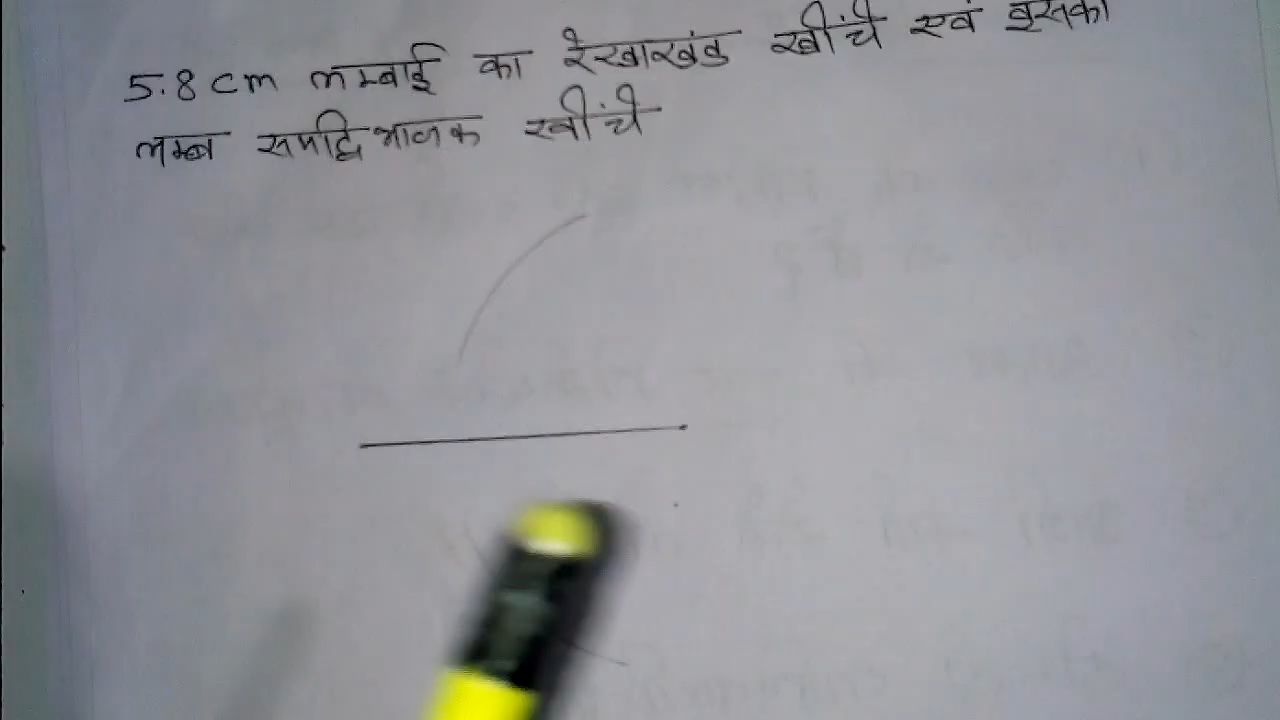 5.8 cm लम्बाई का रेखाखंड खींचें एवं इसका
लम्ब समद्विभाजक खींचें